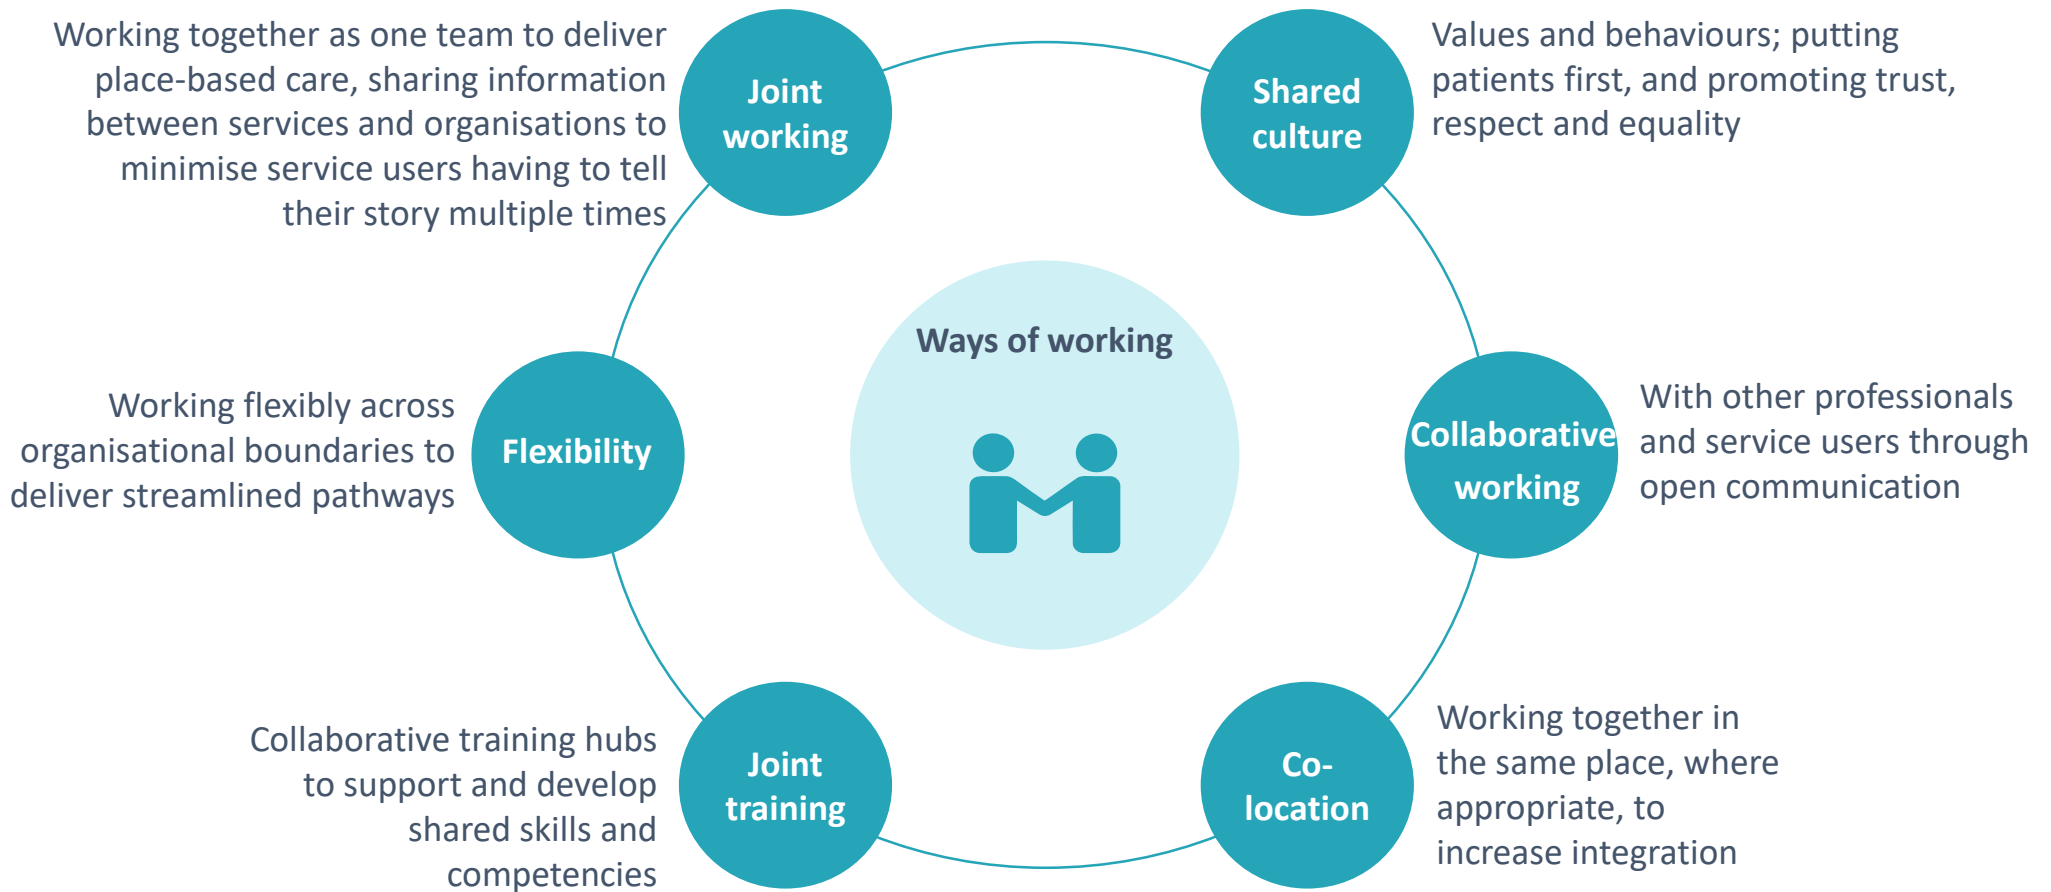 Working together as one team to deliver
place-based care, sharing information
between services and organisations to
minimise service users having to tell
their story multiple times
Joint
working
Shared
culture
Values and behaviours; putting
patients first, and promoting trust,
respect and equality
Ways of working
Working flexibly across
organisational boundaries to
deliver streamlined pathways
Flexibility
Collaborative
working
With other professionals
and service users through
open communication
Collaborative training hubs
to support and develop
shared skills and
competencies
Joint
training
Co-
location
Working together in
the same place, where
appropriate, to
increase integration